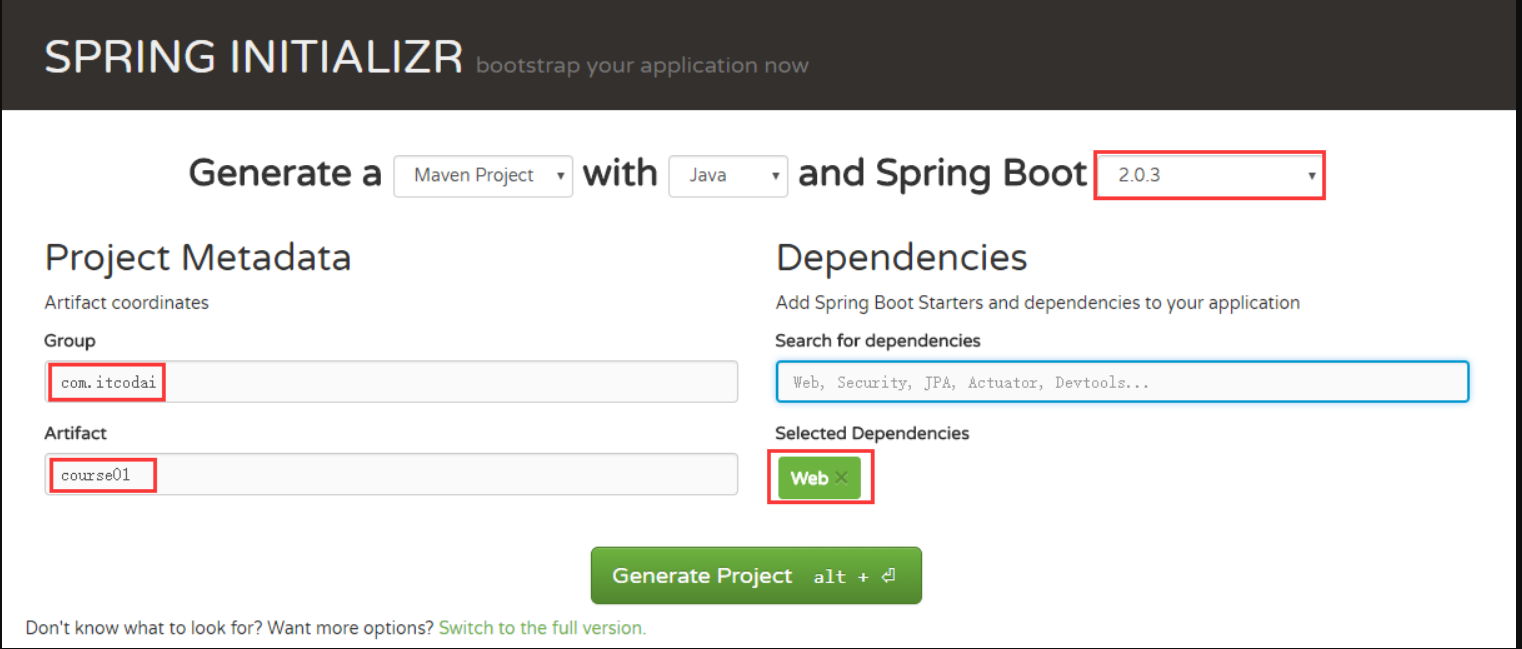 SPRING INITIALIZR bootstrap your application now
Generate a Maven Project with Java and Spring Boot 2.0.3
Project Metadata
Artifact coordinates
Group
com.itcodai
Artifact
course01
Dependencies
Add Spring Boot Starters and dependencies to your application
Search for dependencies
Web, Security, JPA, Actuator, Devtools...
Selected Dependencies
Web ×
Generate Project alt + ⏎
Don't know what to look for? Want more options? Switch to the full version.